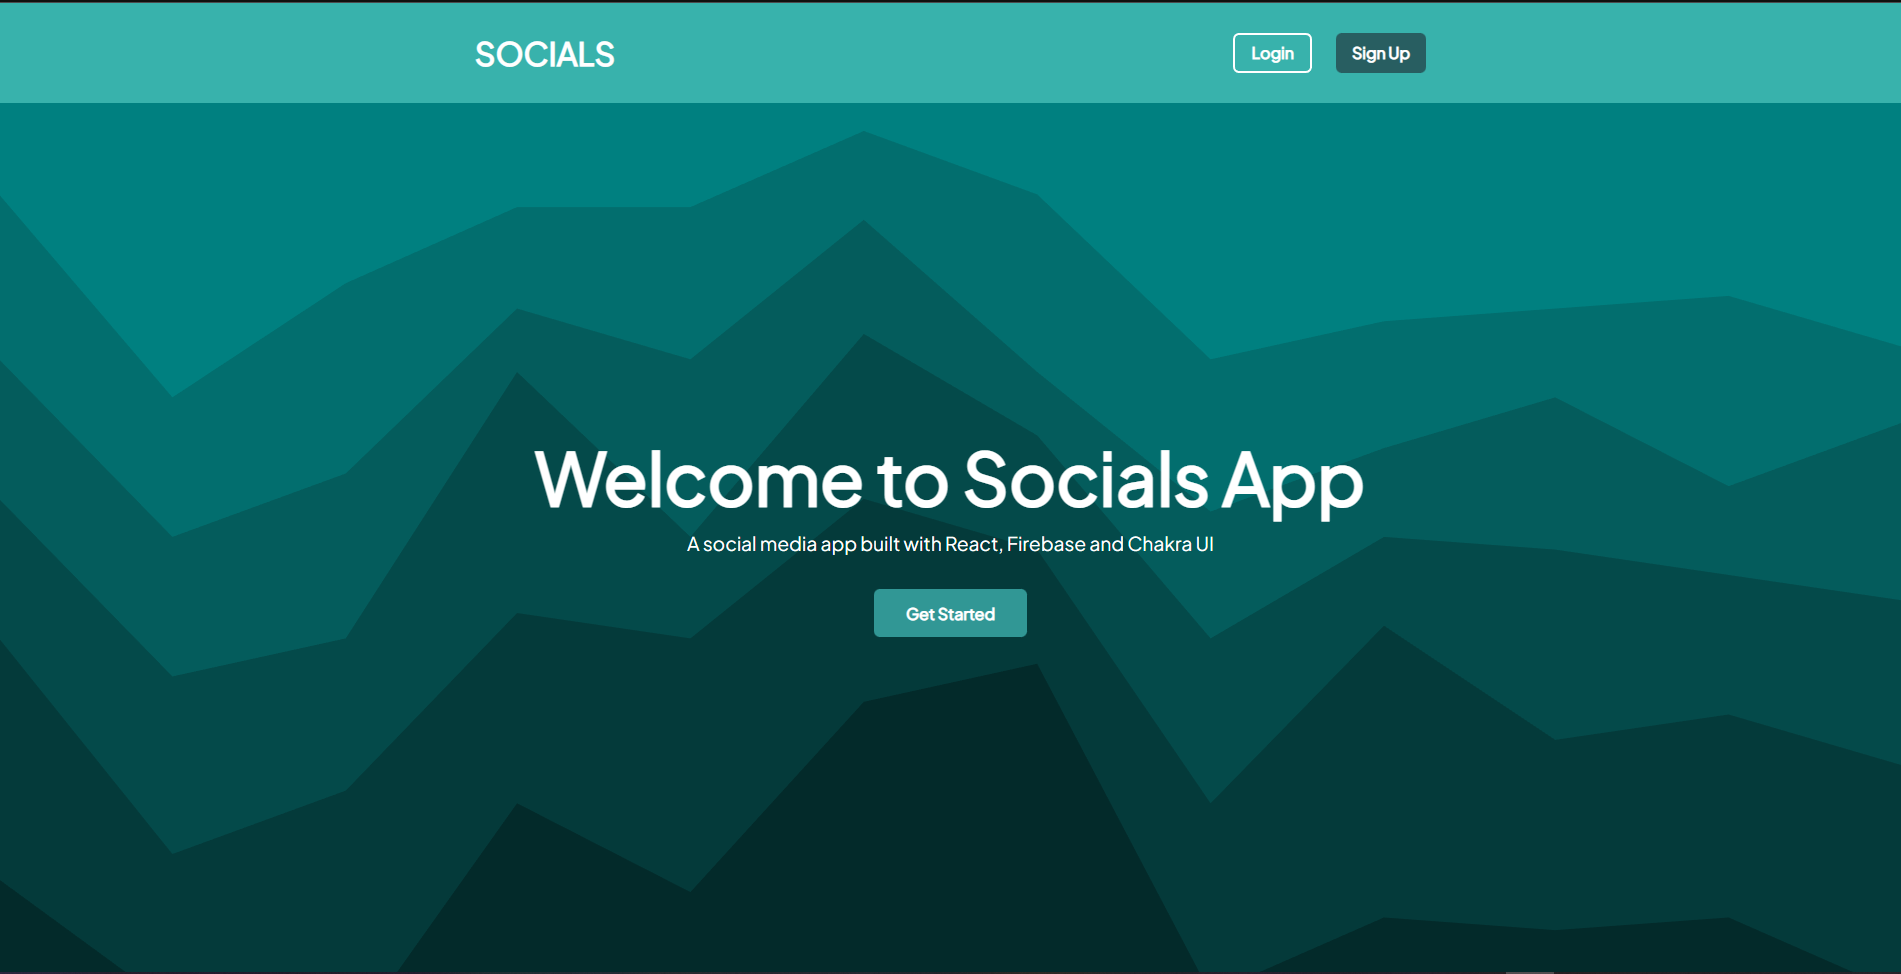 SOCIALS
Login
Sign Up
Welcome to Socials App
A social media app built with React, Firebase and Chakra UI
Get Started